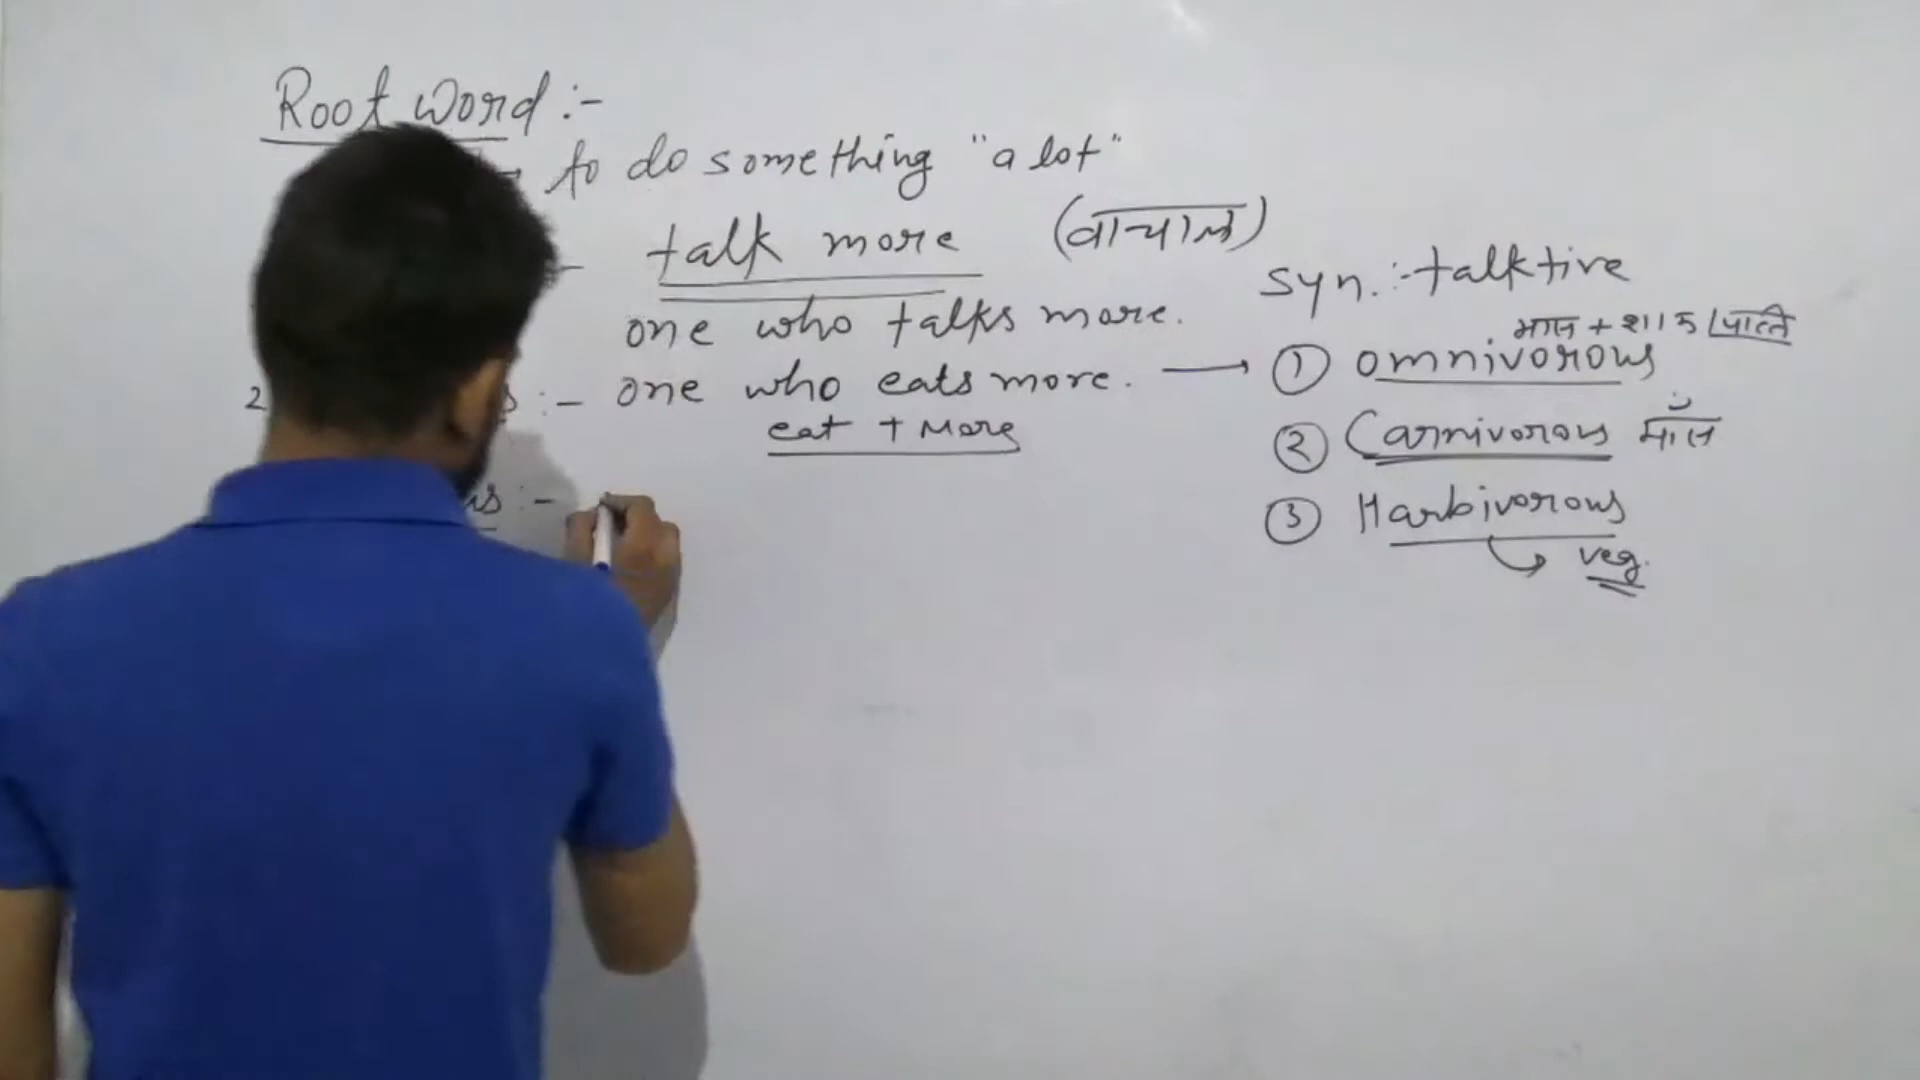 Root word :-
to do something "a lot"
talk more (वाचाल)
syn. :- talktive
one who talks more.
मांस + शाक
2 s :- one who eats more. → ① omnivorous
eat + More
② Carnivorous मांस
us :-
③ Harbivorous
veg.